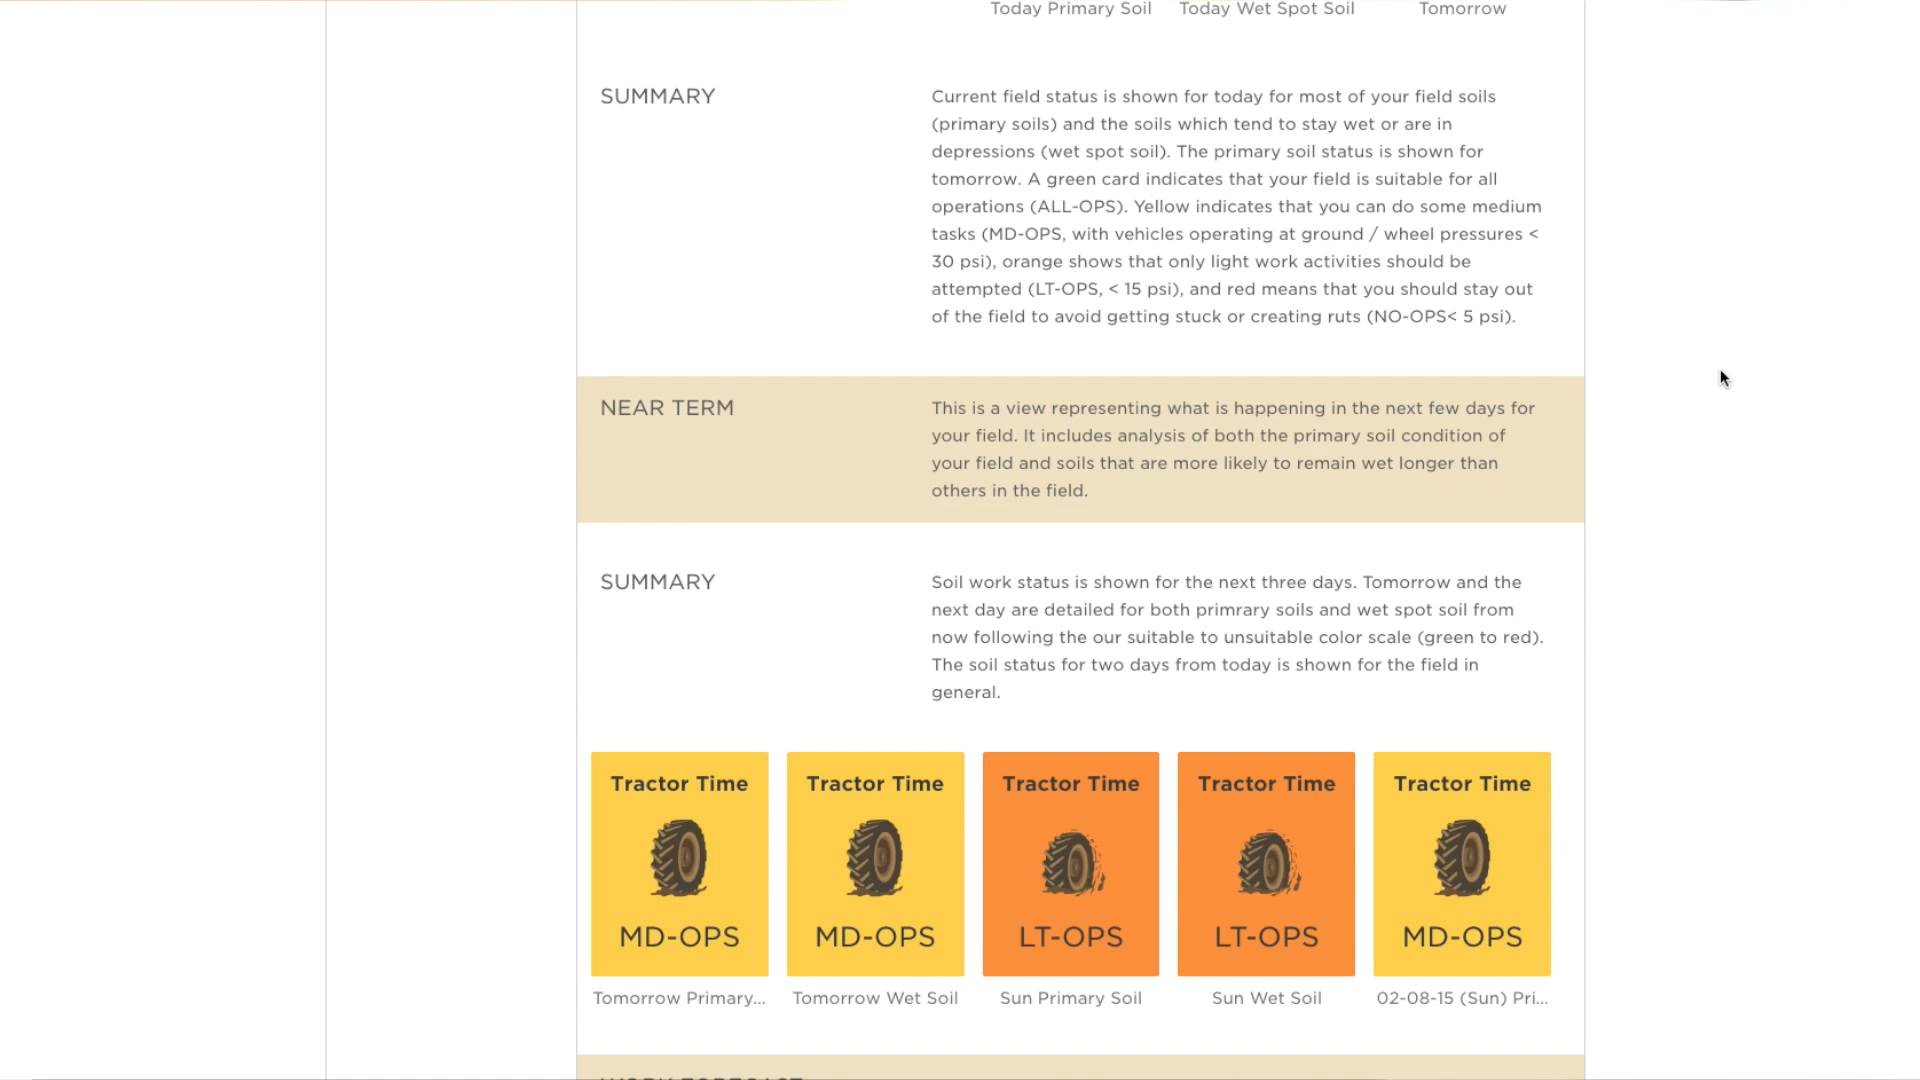 Today Primary Soil Today Wet Spot Soil Tomorrow
SUMMARY
Current field status is shown for today for most of your field soils
(primary soils) and the soils which tend to stay wet or are in
depressions (wet spot soil). The primary soil status is shown for
tomorrow. A green card indicates that your field is suitable for all
operations (ALL-OPS). Yellow indicates that you can do some medium
tasks (MD-OPS, with vehicles operating at ground / wheel pressures <
30 psi), orange shows that only light work activities should be
attempted (LT-OPS, < 15 psi), and red means that you should stay out
of the field to avoid getting stuck or creating ruts (NO-OPS< 5 psi).
NEAR TERM
This is a view representing what is happening in the next few days for
your field. It includes analysis of both the primary soil condition of
your field and soils that are more likely to remain wet longer than
others in the field.
SUMMARY
Soil work status is shown for the next three days. Tomorrow and the
next day are detailed for both primrary soils and wet spot soil from
now following the our suitable to unsuitable color scale (green to red).
The soil status for two days from today is shown for the field in
general.
Tractor Time Tractor Time Tractor Time Tractor Time Tractor Time
MD-OPS MD-OPS LT-OPS LT-OPS MD-OPS
Tomorrow Primary... Tomorrow Wet Soil Sun Primary Soil Sun Wet Soil 02-08-15 (Sun) Pri...